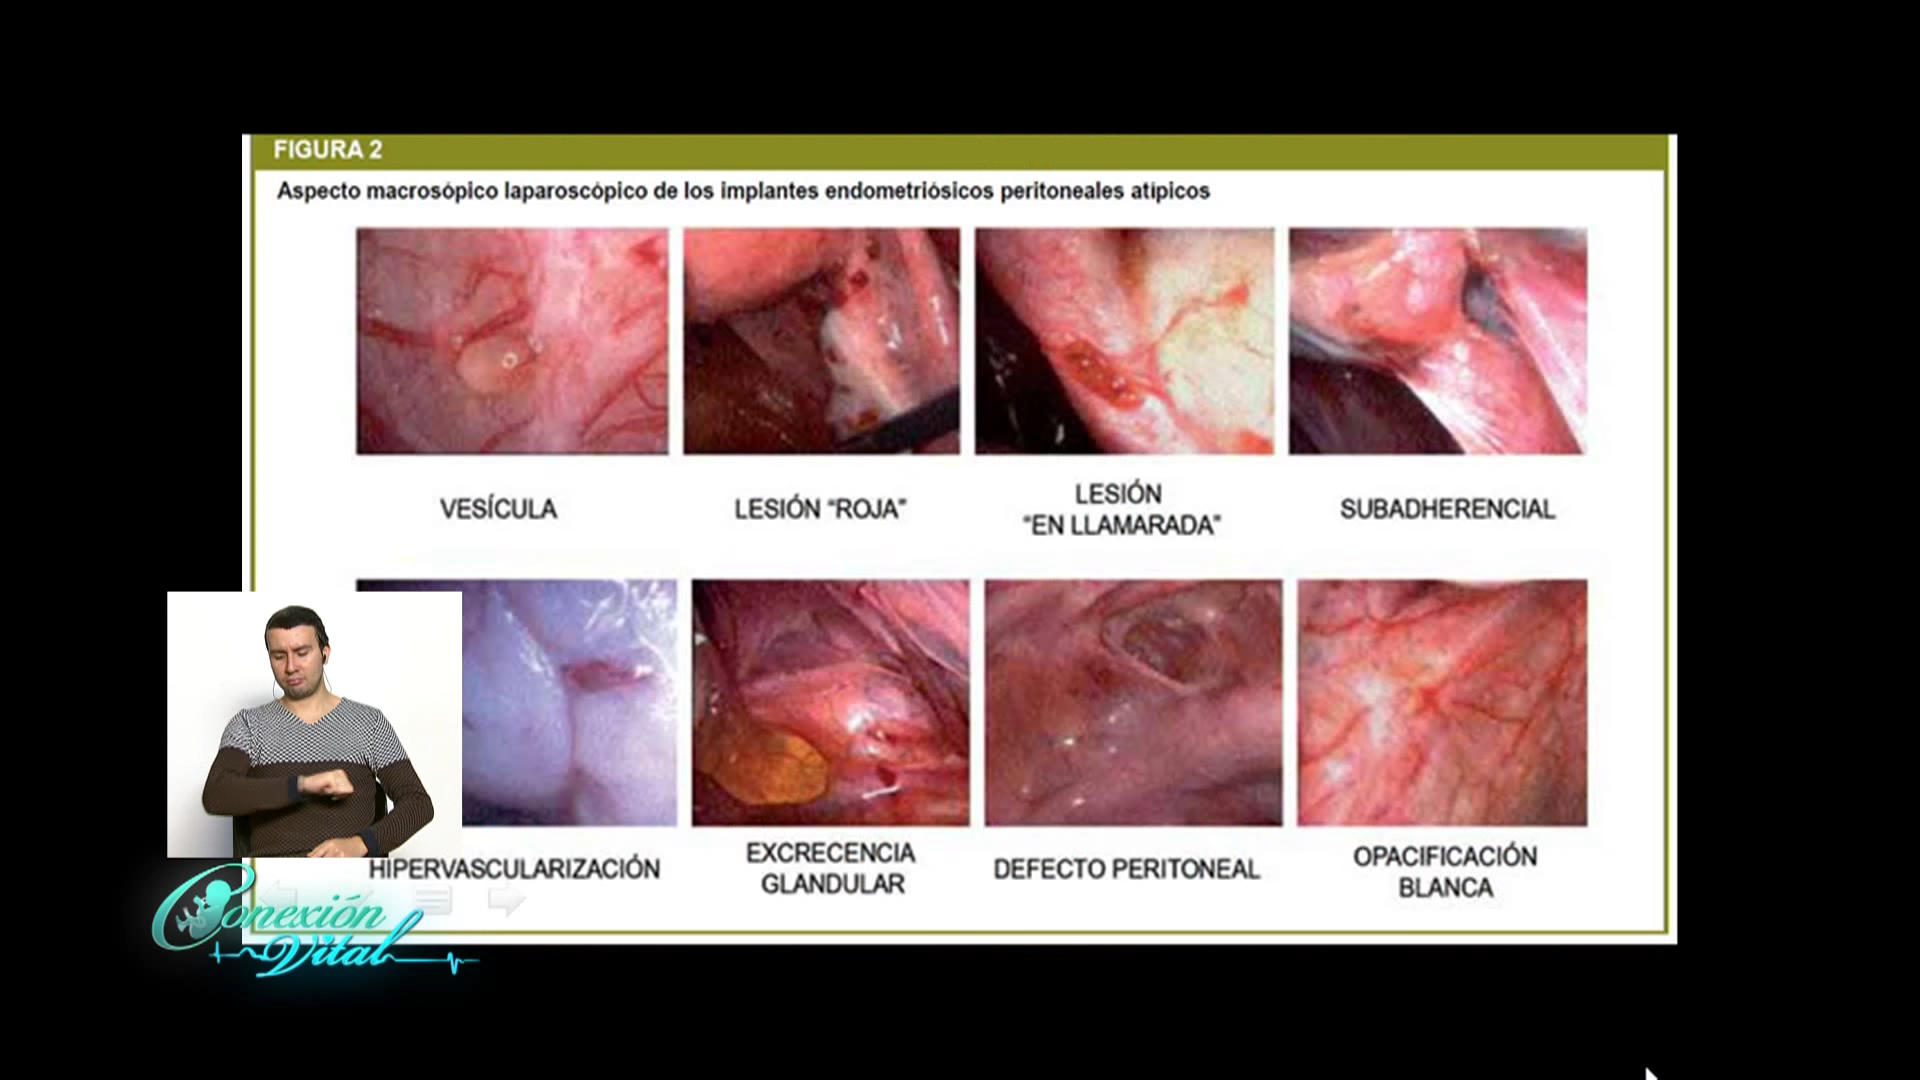 FIGURA 2
Aspecto macrosópico laparoscópico de los implantes endometriósicos peritoneales atípicos
VESÍCULA
LESIÓN “ROJA”
LESIÓN
“EN LLAMARADA”
SUBADHERENCIAL
HIPERVASCULARIZACIÓN
EXCRECENCIA
GLANDULAR
DEFECTO PERITONEAL
OPACIFICACIÓN
BLANCA
Conexión
Vital